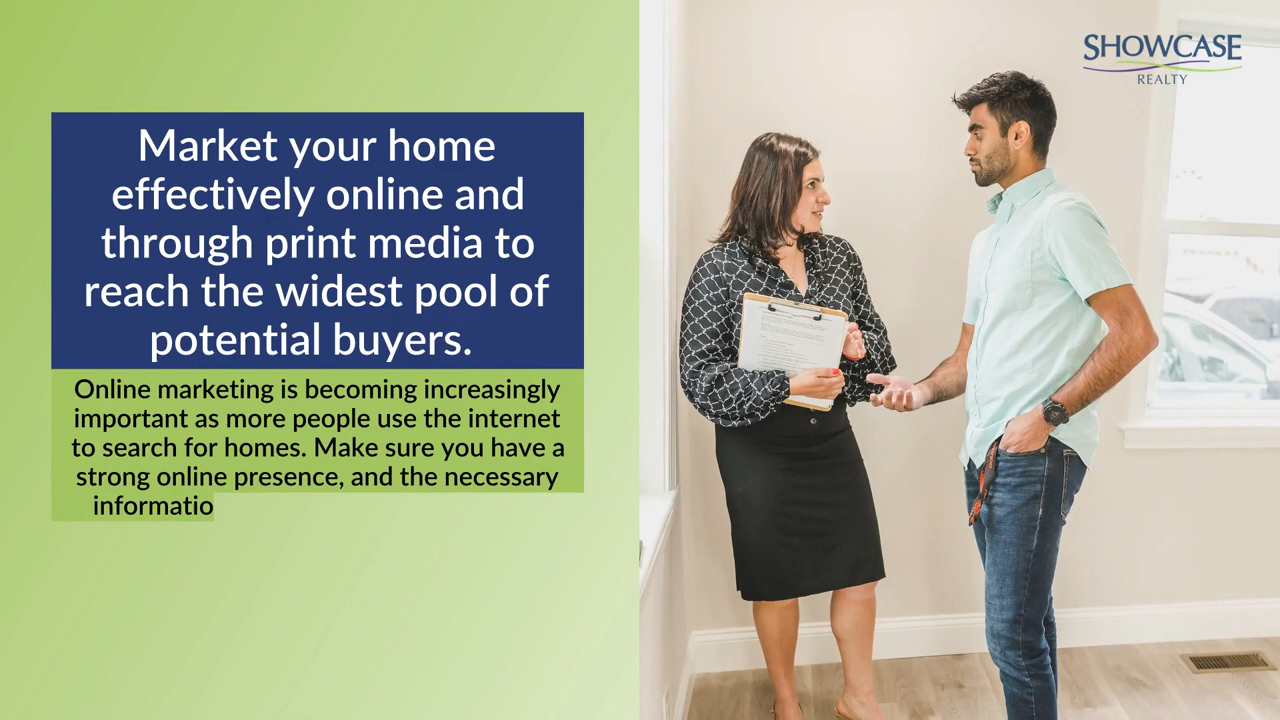 Market your home
effectively online and
through print media to
reach the widest pool of
potential buyers.
Online marketing is becoming increasingly
important as more people use the internet
to search for homes. Make sure you have a
strong online presence, and the necessary
informatio
SHOWCASE
REALTY